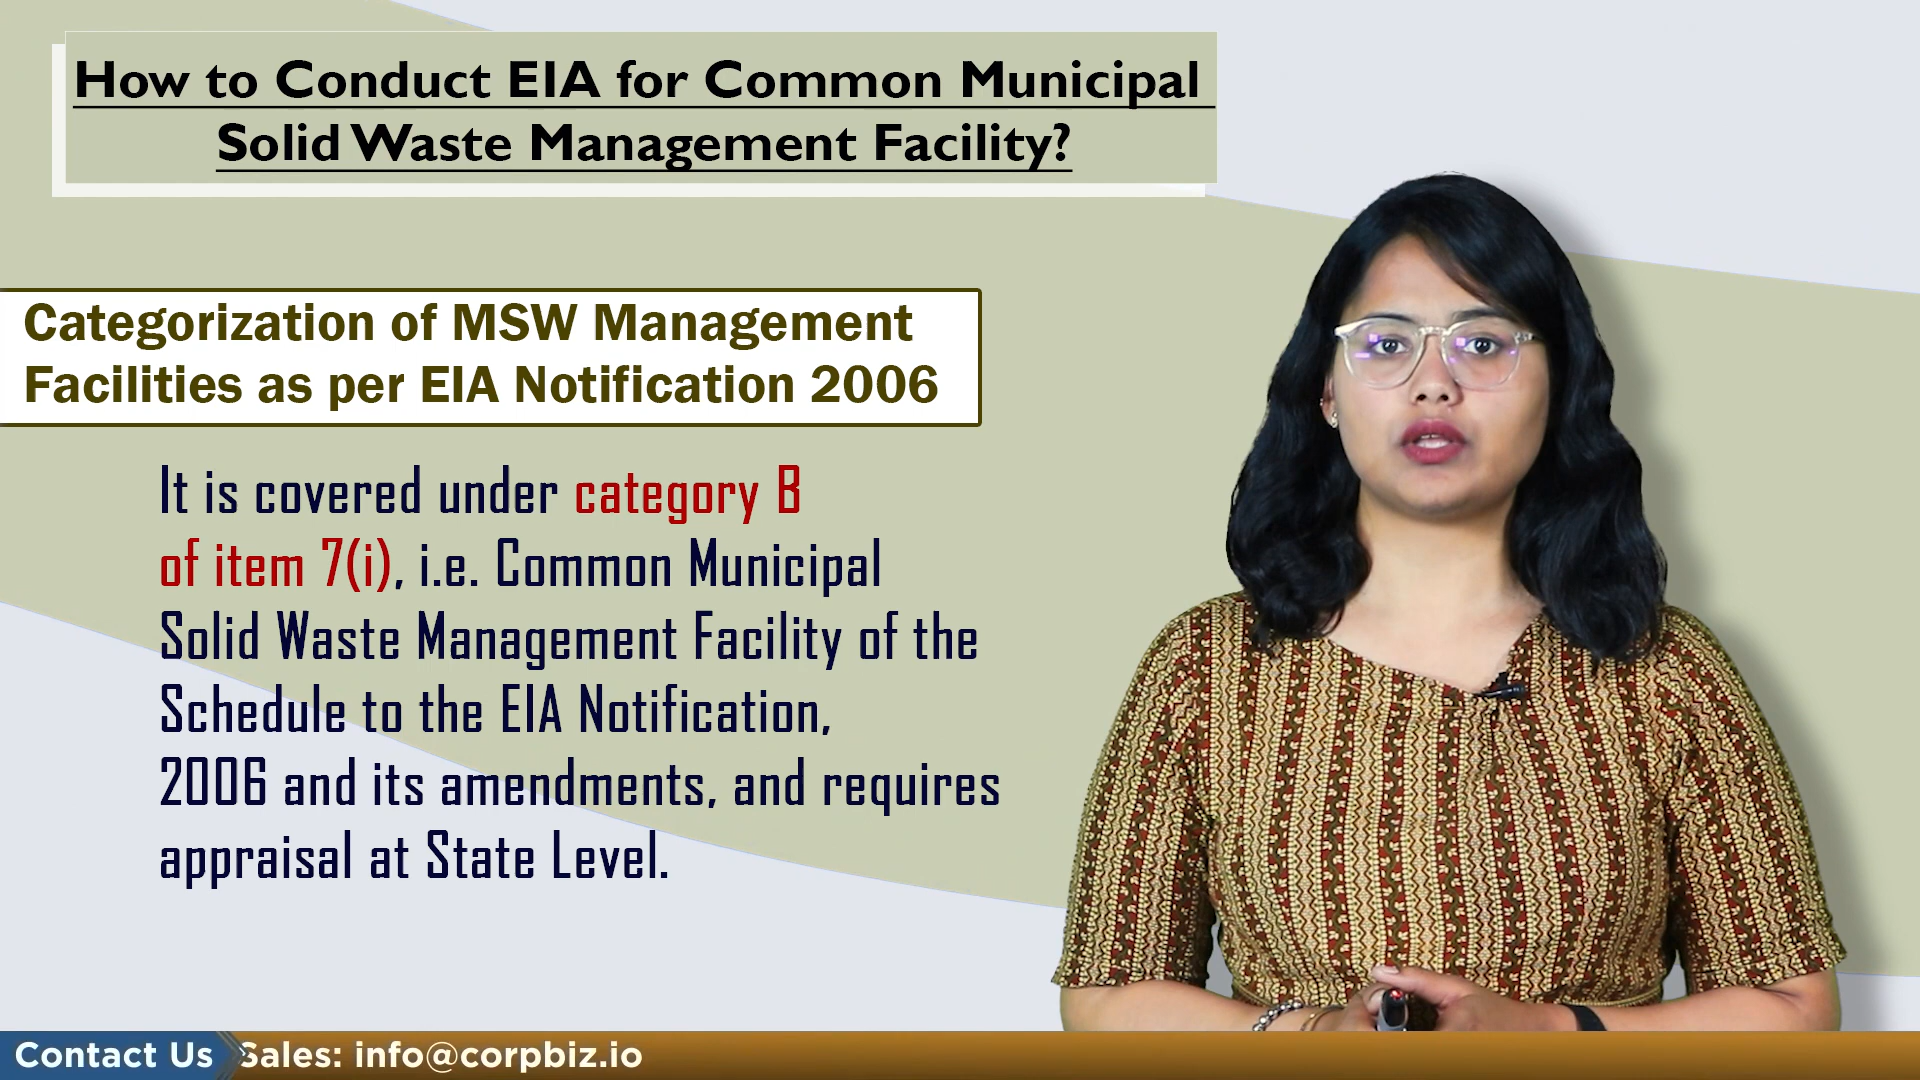 How to Conduct EIA for Common Municipal
Solid Waste Management Facility?
Categorization of MSW Management
Facilities as per EIA Notification 2006
It is covered under category B
of item 7(i), i.e. Common Municipal
Solid Waste Management Facility of the
Schedule to the EIA Notification,
2006 and its amendments, and requires
appraisal at State Level.
Contact Us Sales: info@corpbiz.io